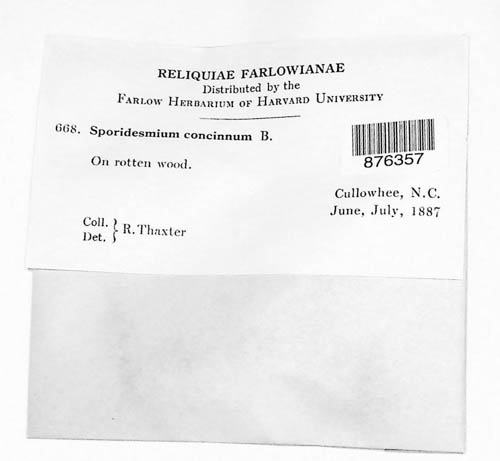 RELIQUIAE FARLOWIANAE
Distributed by the
FARLOW HERBARIUM OF HARVARD UNIVERSITY
668. Sporidesmium concinnum B.
876357
On rotten wood.
Cullowhee, N.C.
June, July, 1887
Coll. } R. Thaxter
Det.